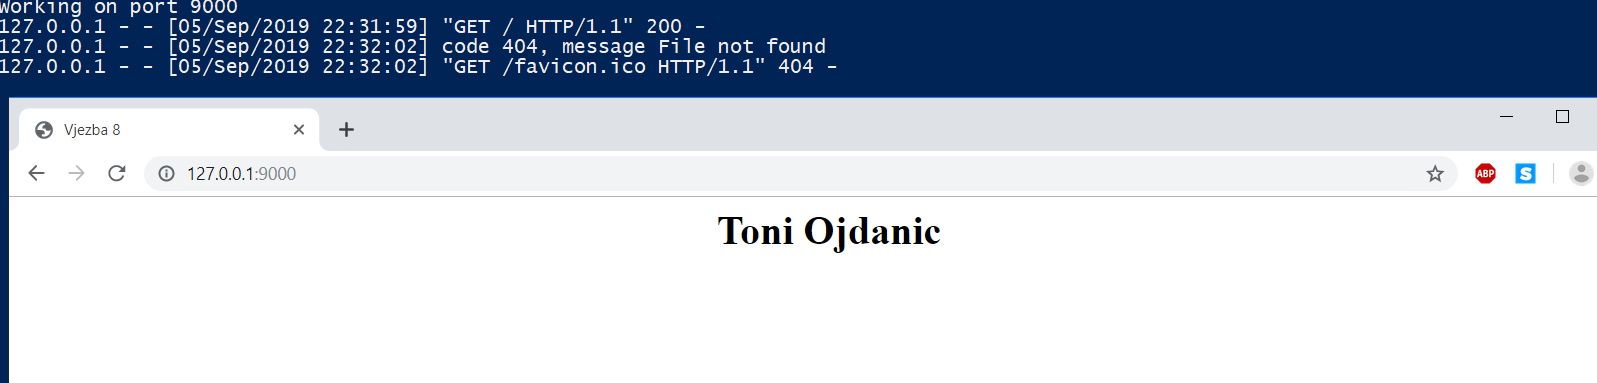 Working on port 9000
127.0.0.1 - - [05/Sep/2019 22:31:59] "GET / HTTP/1.1" 200 -
127.0.0.1 - - [05/Sep/2019 22:32:02] code 404, message File not found
127.0.0.1 - - [05/Sep/2019 22:32:02] "GET /favicon.ico HTTP/1.1" 404 -
Vjezba 8
127.0.0.1:9000
ABP
S
Toni Ojdanic